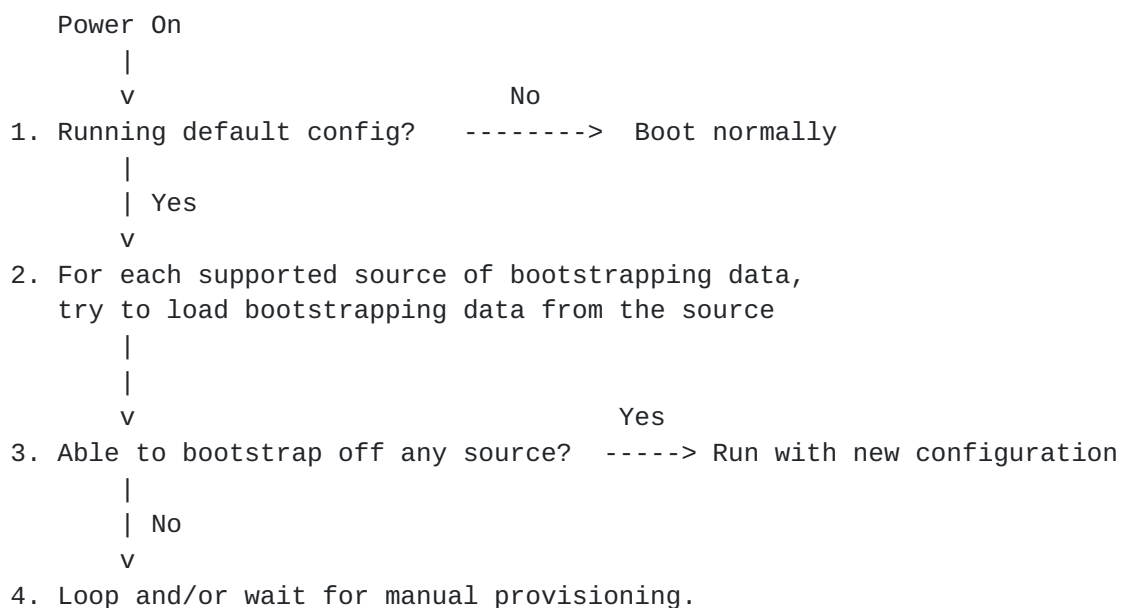 Power On
|
v No
1. Running default config? --------> Boot normally
|
| Yes
v
2. For each supported source of bootstrapping data,
try to load bootstrapping data from the source
|
|
v Yes
3. Able to bootstrap off any source? -----> Run with new configuration
|
| No
v
4. Loop and/or wait for manual provisioning.